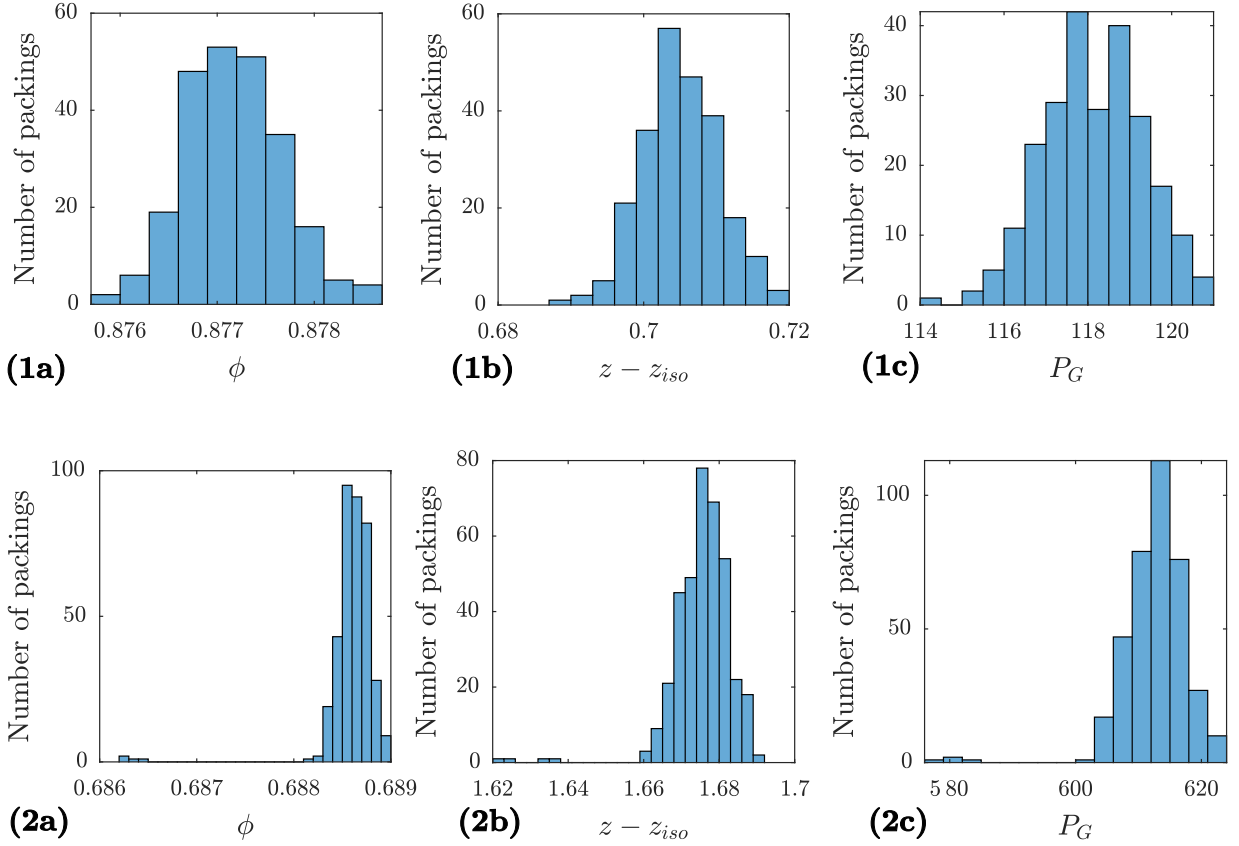 Number of packings
60
40
20
0
0.876 0.877 0.878
(1a) ϕ
Number of packings
60
40
20
0
0.68 0.7 0.72
(1b) z − z_iso
Number of packings
40
30
20
10
0
114 116 118 120
(1c) P_G
Number of packings
100
50
0
0.686 0.687 0.688 0.689
(2a) ϕ
Number of packings
80
60
40
20
0
1.62 1.64 1.66 1.68 1.7
(2b) z − z_iso
Number of packings
100
50
0
580 600 620
(2c) P_G